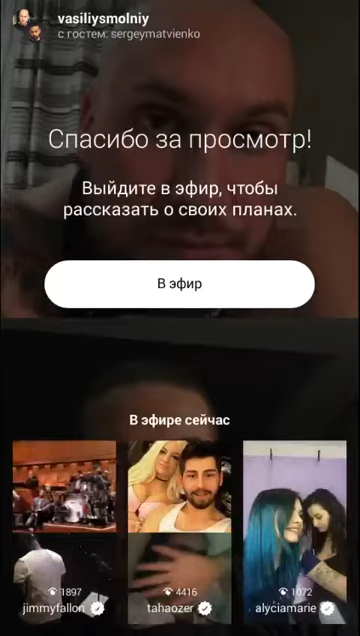 vasiliysmolniy
с гостем: sergeymatvienko
Спасибо за просмотр!
Выйдите в эфир, чтобы
рассказать о своих планах.
В эфир
В эфире сейчас
1897
jimmyfallon
4416
tahaozer
1072
alyciamarie